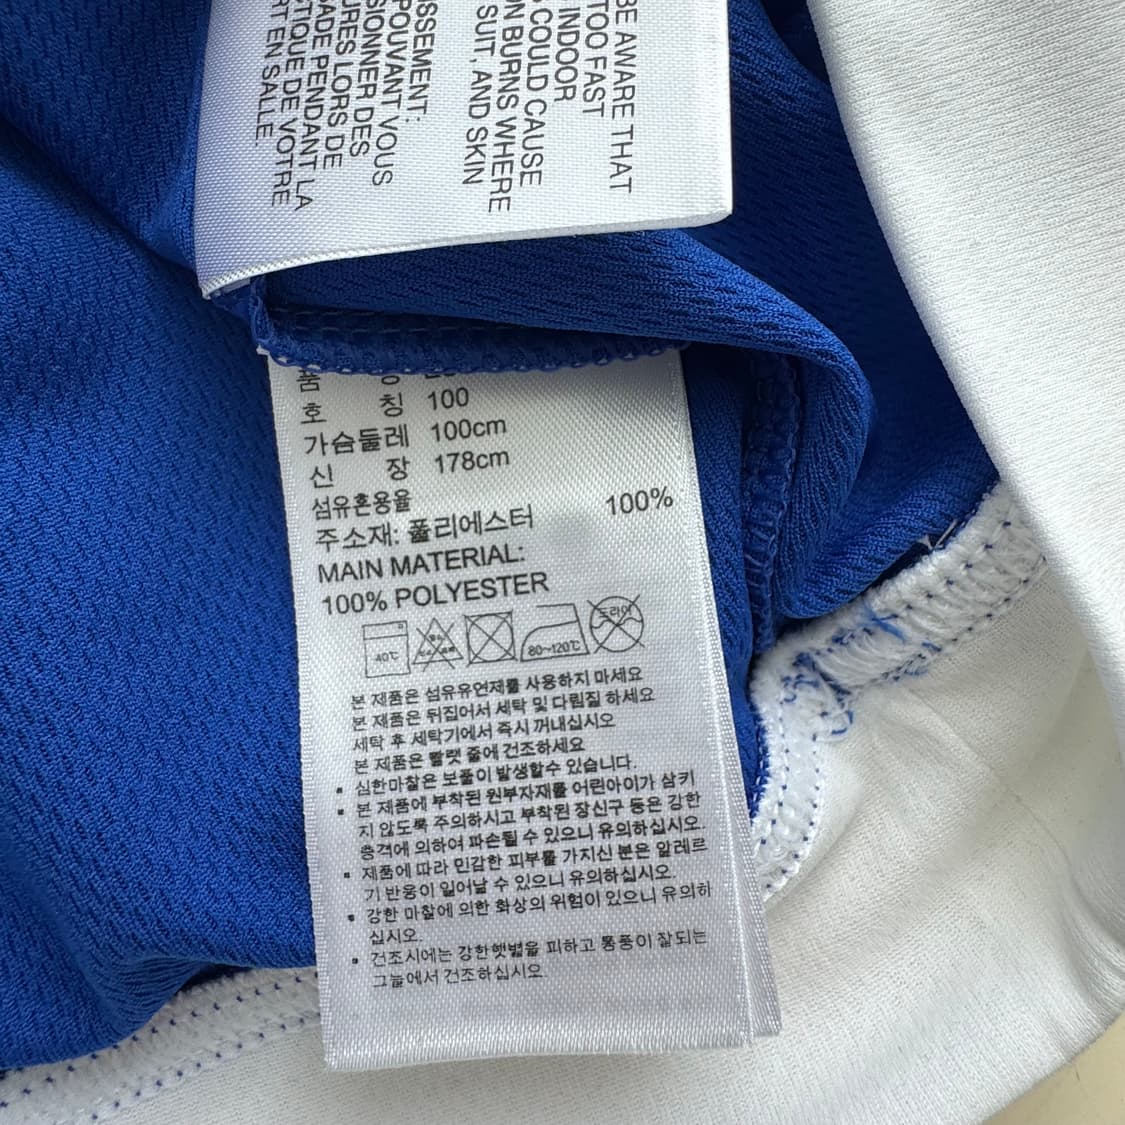 BE AWARE THAT
TOO FAST
INDOOR
COULD CAUSE
ON BURNS WHERE
SUIT, AND SKIN
SSEMENT:
POUVANT VOUS
SIONNER DES
URES LORS DE
ADE PENDANT LA
TIQUE DE VOTRE
RT EN SALLE.
품
호 칭 100
가슴둘레 100cm
신 장 178cm
섬유혼용율
주소재: 폴리에스터 100%
MAIN MATERIAL:
100% POLYESTER
40℃ 80~120℃ 드라이
본 제품은 섬유유연제를 사용하지 마세요
본 제품은 뒤집어서 세탁 및 다림질 하세요
세탁 후 세탁기에서 즉시 꺼내십시오
본 제품은 빨랫 줄에 건조하세요
▪ 심한마찰은 보풀이 발생할수 있습니다.
▪ 본 제품에 부착된 원부자재를 어린아이가 삼키
지 않도록 주의하시고 부착된 장신구 등은 강한
충격에 의하여 파손될 수 있으니 유의하십시오.
▪ 제품에 따라 민감한 피부를 가지신 분은 알레르
기 반응이 일어날 수 있으니 유의하십시오.
▪ 강한 마찰에 의한 화상의 위험이 있으니 유의하
십시오.
▪ 건조시에는 강한햇볕을 피하고 통풍이 잘되는
그늘에서 건조하십시오.